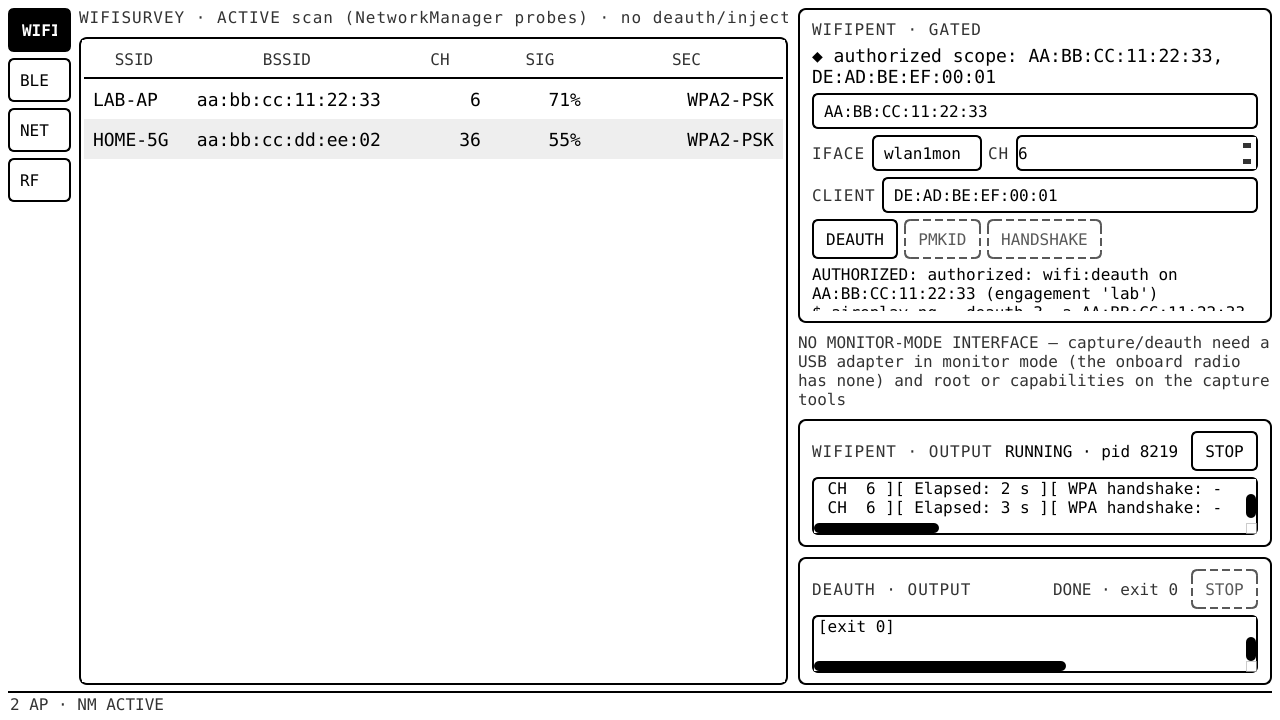 WIFI
BLE
NET
RF
WIFISURVEY · ACTIVE scan (NetworkManager probes) · no deauth/inject
SSID BSSID CH SIG SEC
LAB-AP aa:bb:cc:11:22:33 6 71% WPA2-PSK
HOME-5G aa:bb:cc:dd:ee:02 36 55% WPA2-PSK
WIFIPENT · GATED
◆ authorized scope: AA:BB:CC:11:22:33,
DE:AD:BE:EF:00:01
AA:BB:CC:11:22:33
IFACE wlan1mon CH 6
CLIENT DE:AD:BE:EF:00:01
DEAUTH PMKID HANDSHAKE
AUTHORIZED: authorized: wifi:deauth on
AA:BB:CC:11:22:33 (engagement 'lab')
NO MONITOR-MODE INTERFACE — capture/deauth need a
USB adapter in monitor mode (the onboard radio
has none) and root or capabilities on the capture
tools
WIFIPENT · OUTPUT RUNNING · pid 8219 STOP
CH 6 ][ Elapsed: 2 s ][ WPA handshake: -
CH 6 ][ Elapsed: 3 s ][ WPA handshake: -
DEAUTH · OUTPUT DONE · exit 0 STOP
[exit 0]
2 AP · NM ACTIVE